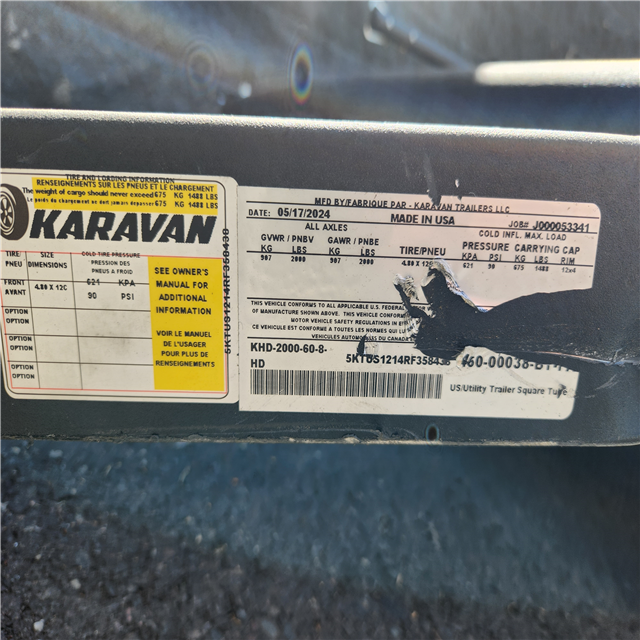 TIRE AND LOADING INFORMATION
RENSEIGNEMENTS SUR LES PNEUS ET LE CHARGEMENT
The weight of cargo should never exceed 675 KG 1488 LBS
Le poids du chargement ne doit jamais dépasser 675 KG 1488 LBS
KARAVAN
TIRE/PNEU
SIZE DIMENSIONS
COLD TIRE PRESSURE
PRESSION DES PNEUS A FROID
FRONT AVANT
4.80 X 12C
621 KPA
90 PSI
OPTION
OPTION
OPTION
OPTION
OPTION
OPTION
SEE OWNER'S
MANUAL FOR
ADDITIONAL
INFORMATION
VOIR LE MANUEL
DE L'USAGER
POUR PLUS DE
RENSEIGNEMENTS
5KTUS1214RF358438
MFD BY/FABRIQUE PAR - KARAVAN TRAILERS LLC
DATE: 05/17/2024
MADE IN USA
JOB# J000053341
ALL AXLES
COLD INFL. MAX. LOAD
GVWR / PNBV GAWR / PNBE TIRE/PNEU PRESSURE CARRYING CAP
KG LBS KG LBS KPA PSI KG LBS RIM
907 2000 907 2000 4.80 X 12C 621 90 675 1488 12x4
THIS VEHICLE CONFORMS TO ALL APPLICABLE U.S. FEDERAL
OF MANUFACTURE SHOWN ABOVE. THIS VEHICLE
MOTOR VEHICLE SAFETY REGULATIONS IN EFFECT
CE VEHICULE EST CONFORME A TOUTES
VEHICULES AUTOMOBILES DU CANADA
KHD-2000-60-8-
HD
5KTUS1214RF358438
460-00038-BT
US/Utility Trailer Square Tube